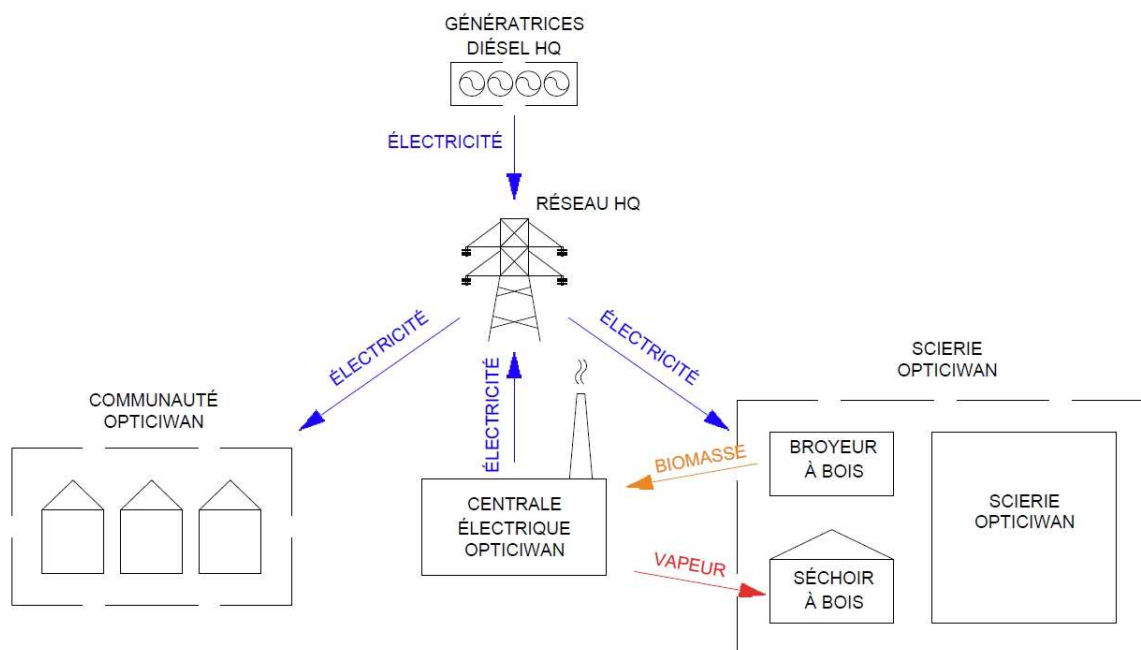 GÉNÉRATRICES
DIÉSEL HQ
ÉLECTRICITÉ
RÉSEAU HQ
ÉLECTRICITÉ
ÉLECTRICITÉ
ÉLECTRICITÉ
COMMUNAUTÉ
OPTICIWAN
SCIERIE
OPTICIWAN
BIOMASSE
BROYEUR
À BOIS
CENTRALE
ÉLECTRIQUE
OPTICIWAN
SCIERIE
OPTICIWAN
VAPEUR
SÉCHOIR
À BOIS